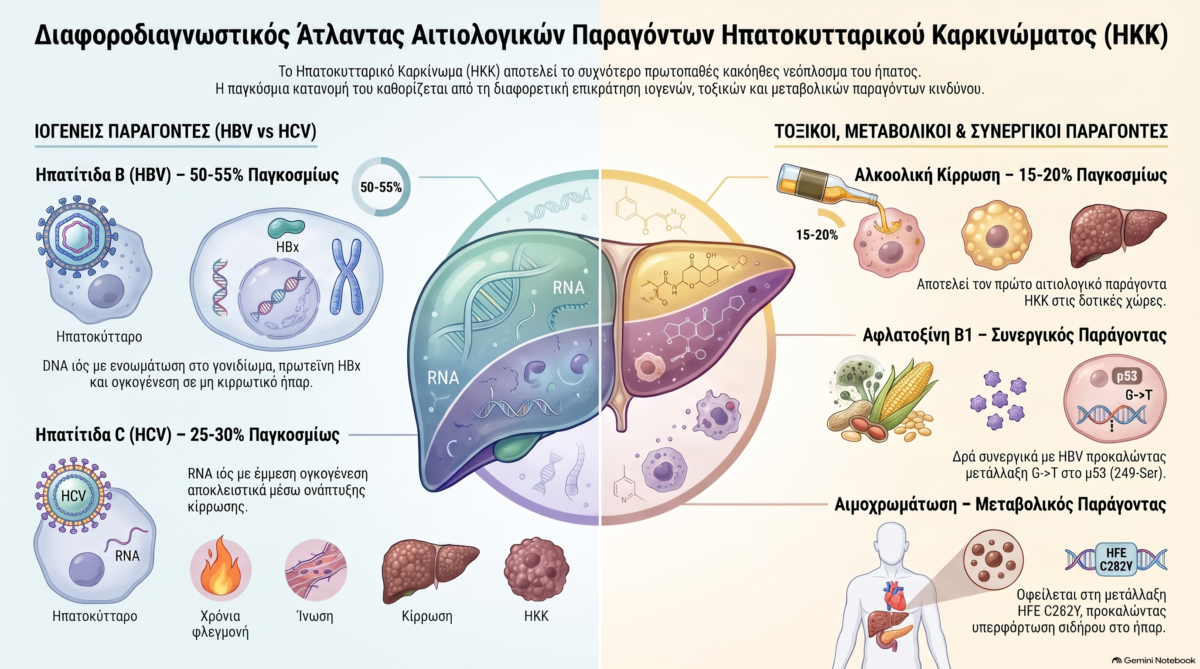 Διαφοροδιαγνωστικός Άτλαντας Αιτιολογικών Παραγόντων Ηπατοκυτταρικού Καρκινώματος (ΗΚΚ)
Το Ηπατοκυτταρικό Καρκίνωμα (ΗΚΚ) αποτελεί το συχνότερο πρωτοπαθές κακόηθες νεόπλασμα του ήπατος.
Η παγκύσμια κατανομή του καθορίζεται από τη διαφορετική επικράτηση ιογενών, τοξικών και μεταβολικών παραγόντων κινδύνου.
ΙΟΓΕΝΕΙΣ ΠΑΡΑΓΟΝΤΕΣ (HBV vs HCV)
Ηπατίτιδα Β (HBV) – 50-55% Παγκοσμίως
50-55%
HBx
Ηπατοκύτταρο
DNA ιός με ενσωμάτωση στο γονιδίωμα, πρωτεϊνη HBx
και ογκογένεση σε μη κιρρωτικό ήπαρ.
Ηπατίτιδα C (HCV) – 25-30% Παγκοσμίως
HCV
RNA
Ηπατοκύτταρο
RNA ιός με έμμεση ογκογένεση
αποκλειστικά μέσω ανάπτυξης
κίρρωσης.
Χρόνια
φλεγμονή
Ίνωση
Κίρρωση
ΗΚΚ
RNA
RNA
ΤΟΞΙΚΟΙ, ΜΕΤΑΒΟΛΙΚΟΙ & ΣΥΝΕΡΓΙΚΟΙ ΠΑΡΑΓΟΝΤΕΣ
Αλκοολική Κίρρωση – 15-20% Παγκοσμίως
15-20%
Αποτελεί τον πρώτο αιτιολογικό παράγοντα
ΗΚΚ στις δοτικές χώρες.
Αφλατοξίνη Β1 – Συνεργικός Παράγοντας
p53
G->T
Δρά συνεργικά με HBV προκαλώντας
μετάλλαξη G->T στο μ53 (249-Ser).
Αιμοχρωμάτωση – Μεταβολικός Παράγοντας
HFE
C282Y
Οφείλεται στη μετάλλαξη
HFE C282Y, προκαλώντας
υπερφόρτωση σιδήρου στο ήπαρ.
Gemini Notebook